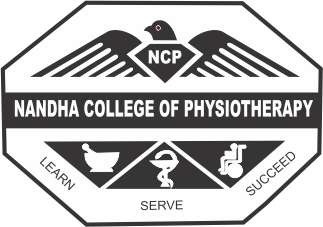 NCP
NANDHA COLLEGE OF PHYSIOTHERAPY
LEARN
SERVE
SUCCEED